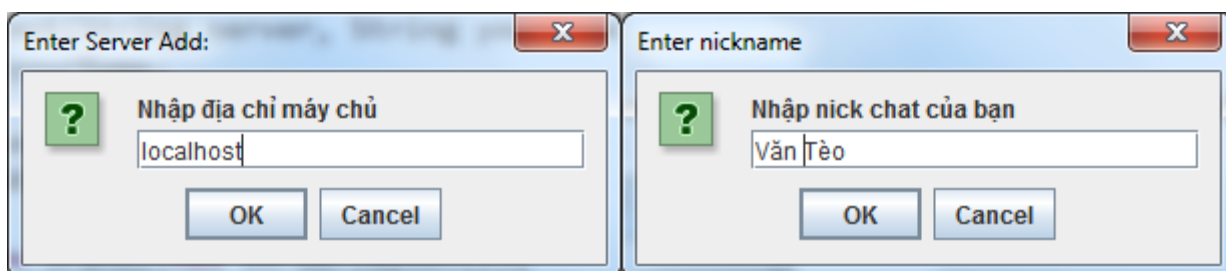 Enter Server Add:
Nhập địa chỉ máy chủ
localhost
OK
Cancel
Enter nickname
Nhập nick chat của bạn
Văn Tèo
OK
Cancel